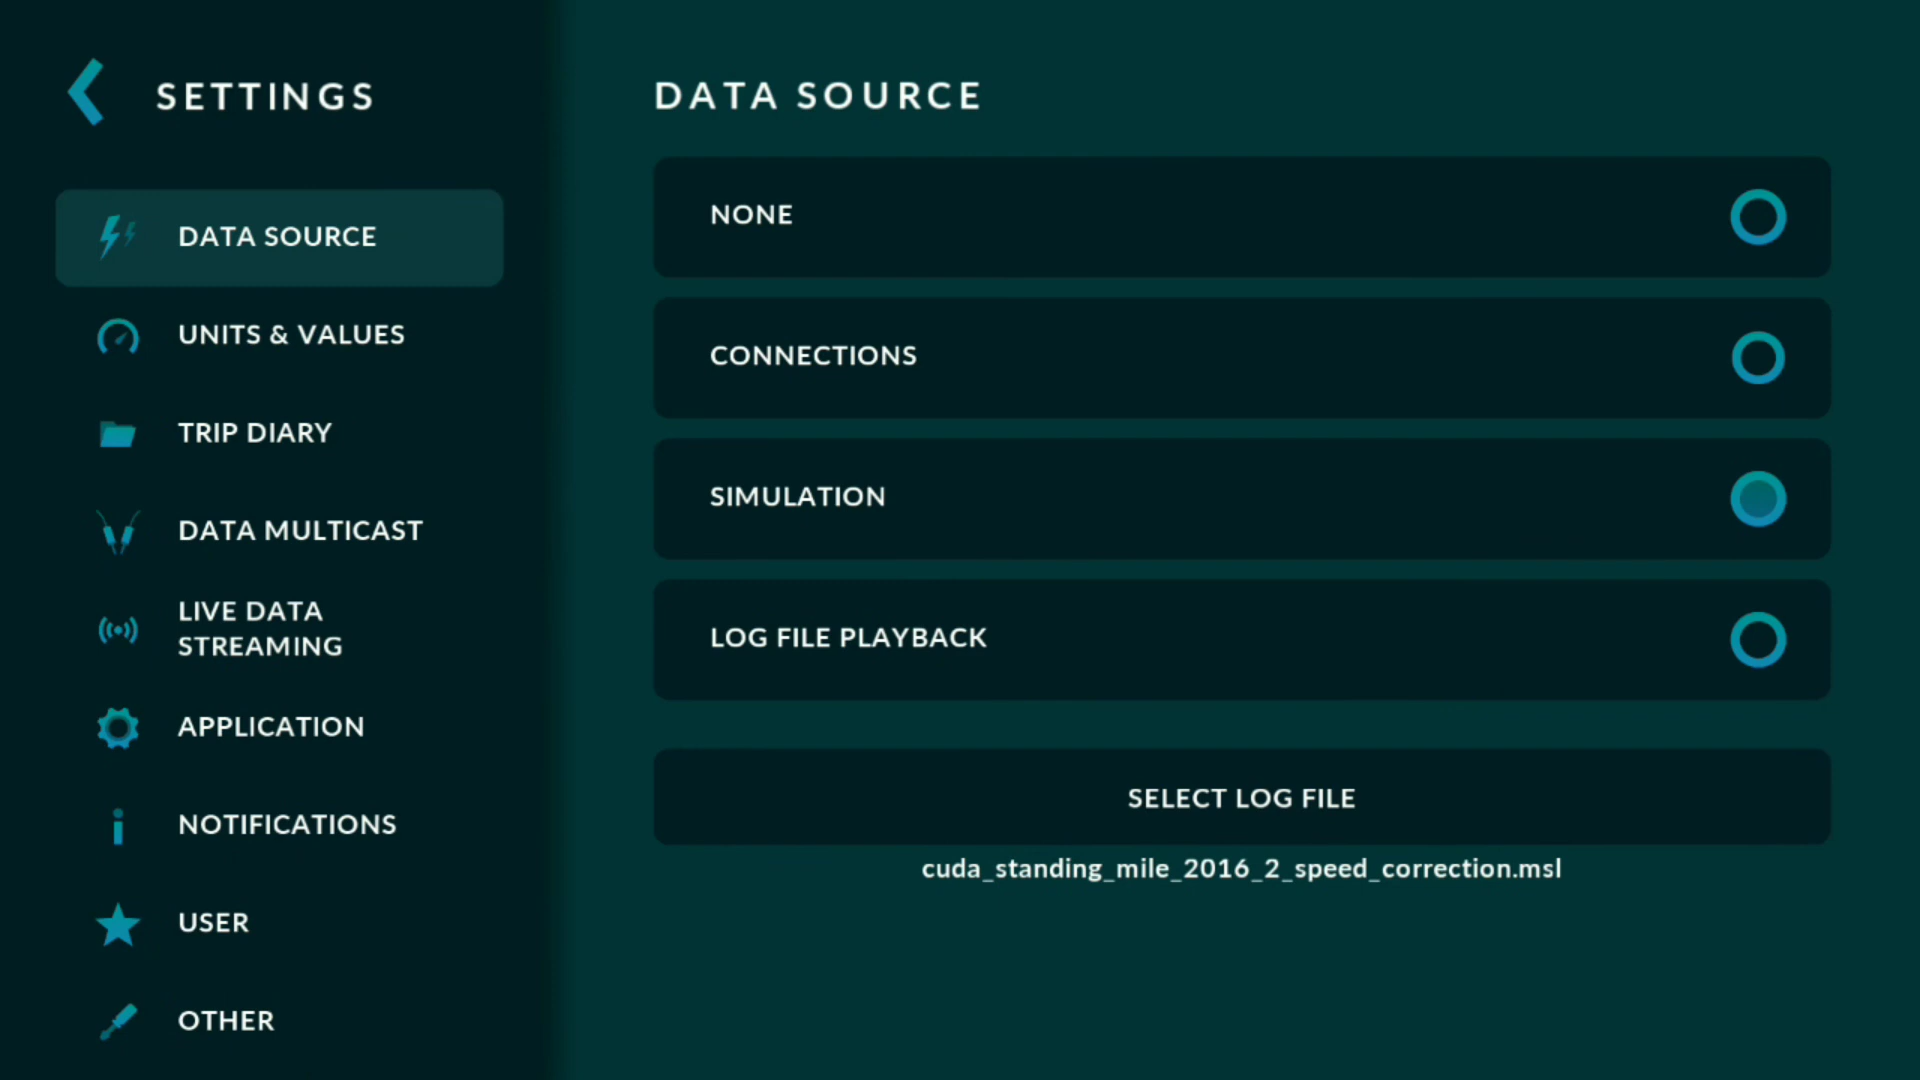 SETTINGS
DATA SOURCE
UNITS & VALUES
TRIP DIARY
DATA MULTICAST
LIVE DATA
STREAMING
APPLICATION
NOTIFICATIONS
USER
OTHER
DATA SOURCE
NONE
CONNECTIONS
SIMULATION
LOG FILE PLAYBACK
SELECT LOG FILE
cuda_standing_mile_2016_2_speed_correction.msl